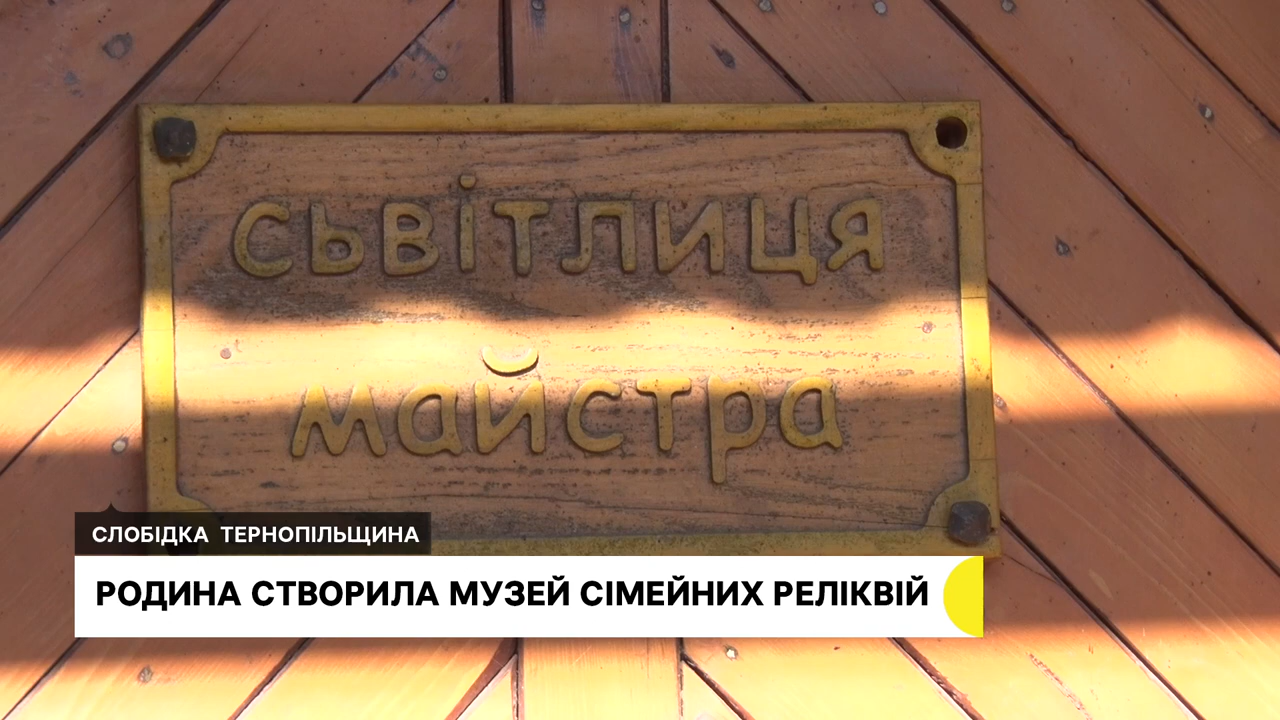 сьвітлиця
майстра
СЛОБІДКА ТЕРНОПІЛЬЩИНА
РОДИНА СТВОРИЛА МУЗЕЙ СІМЕЙНИХ РЕЛІКВІЙ